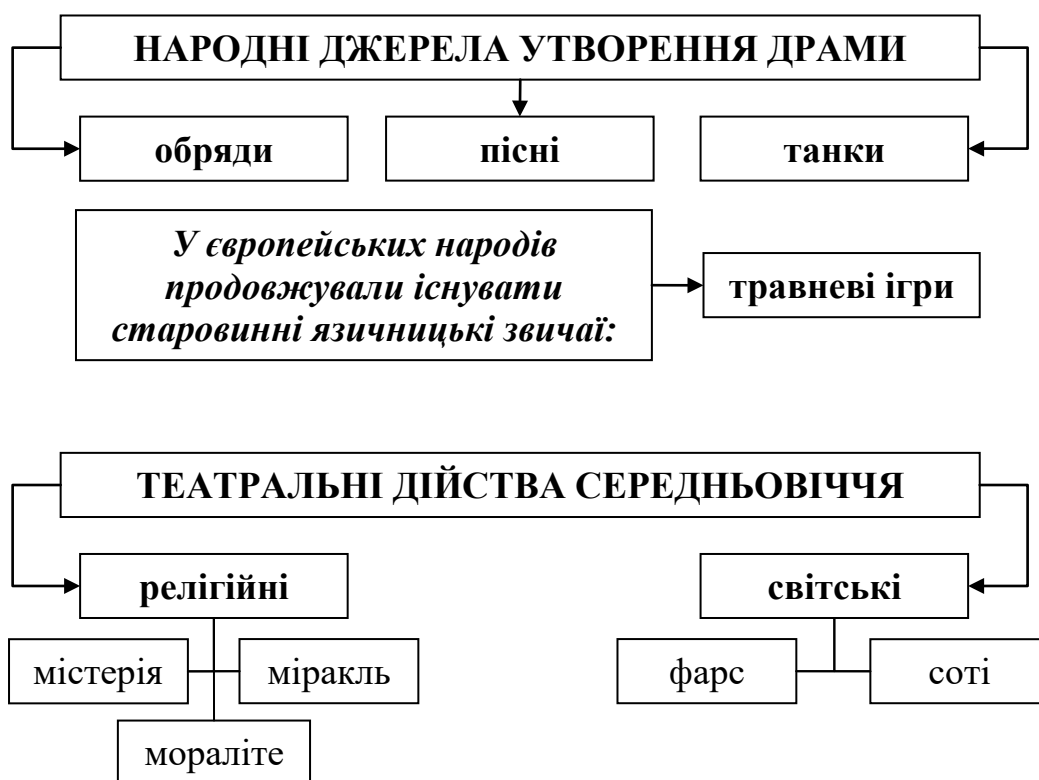 НАРОДНІ ДЖЕРЕЛА УТВОРЕННЯ ДРАМИ
обряди
пісні
танки
У європейських народів
продовжували існувати
старовинні язичницькі звичаї:
травневі ігри
ТЕАТРАЛЬНІ ДІЙСТВА СЕРЕДНЬОВІЧЧЯ
релігійні
світські
містерія
міракль
фарс
соті
мораліте